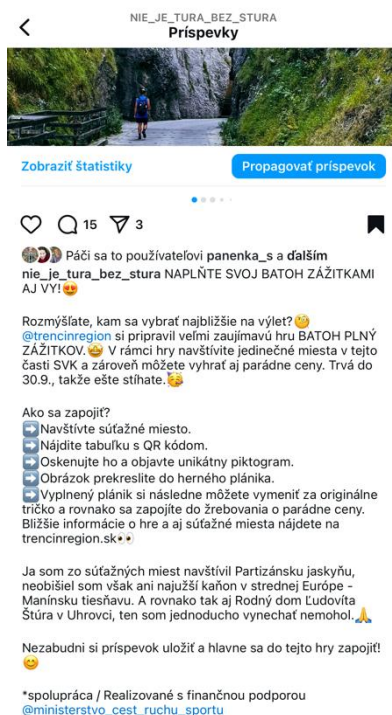 NIE_JE_TURA_BEZ_STURA
Príspevky
Zobraziť štatistiky
Propagovať príspevok
15
3
Páči sa to používateľovi panenka_s a ďalším
nie_je_tura_bez_stura NAPLŇTE SVOJ BATOH ZÁŽITKAMI
AJ VY!😍
Rozmýšľate, kam sa vybrať najbližšie na výlet?🧐
@trencinregion si pripravil veľmi zaujímavú hru BATOH PLNÝ
ZÁŽITKOV.🤩 V rámci hry navštívite jedinečné miesta v tejto
časti SVK a zároveň môžete vyhrať aj parádne ceny. Trvá do
30.9., takže ešte stíhate.🥳
Ako sa zapojiť?
➡️Navštívte súťažné miesto.
➡️Nájdite tabuľku s QR kódom.
➡️Oskenujte ho a objavte unikátny piktogram.
➡️Obrázok prekreslite do herného plánika.
➡️Vyplnený plánik si následne môžete vymeniť za originálne
tričko a rovnako sa zapojíte do žrebovania o parádne ceny.
Bližšie informácie o hre a aj súťažné miesta nájdete na
trencinregion.sk👀
Ja som zo súťažných miest navštívil Partizánsku jaskyňu,
neobišiel som však ani najužší kaňon v strednej Európe -
Manínsku tiesňavu. A rovnako tak aj Rodný dom Ľudovíta
Štúra v Uhrovci, ten som jednoducho vynechať nemohol.🙏
Nezabudni si príspevok uložiť a hlavne sa do tejto hry zapojiť!
😊
*spolupráca / Realizované s finančnou podporou
@ministerstvo_cest_ruchu_sportu